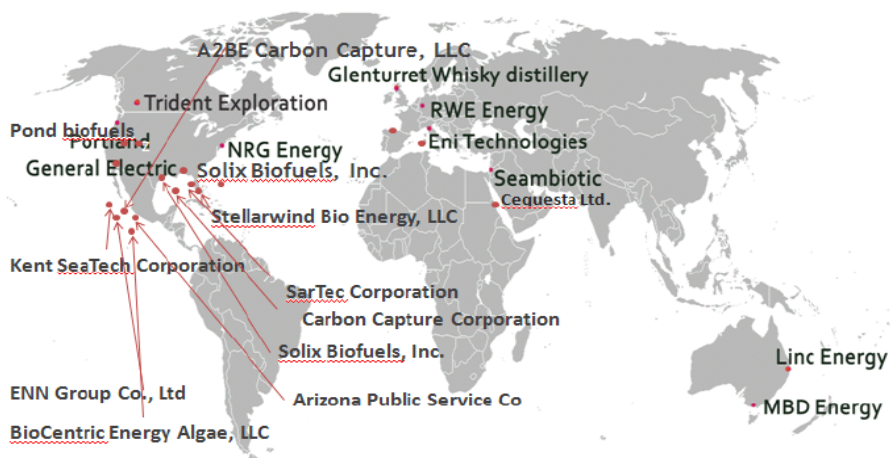 A2BE Carbon Capture, LLC
Glenturret Whisky distillery
Trident Exploration
RWE Energy
Pond biofuels
Portland
NRG Energy
Eni Technologies
General Electric
Solix Biofuels, Inc.
Seambiotic
Cequesta Ltd.
Stellarwind Bio Energy, LLC
Kent SeaTech Corporation
SarTec Corporation
Carbon Capture Corporation
Solix Biofuels, Inc.
Linc Energy
ENN Group Co., Ltd
Arizona Public Service Co
MBD Energy
BioCentric Energy Algae, LLC